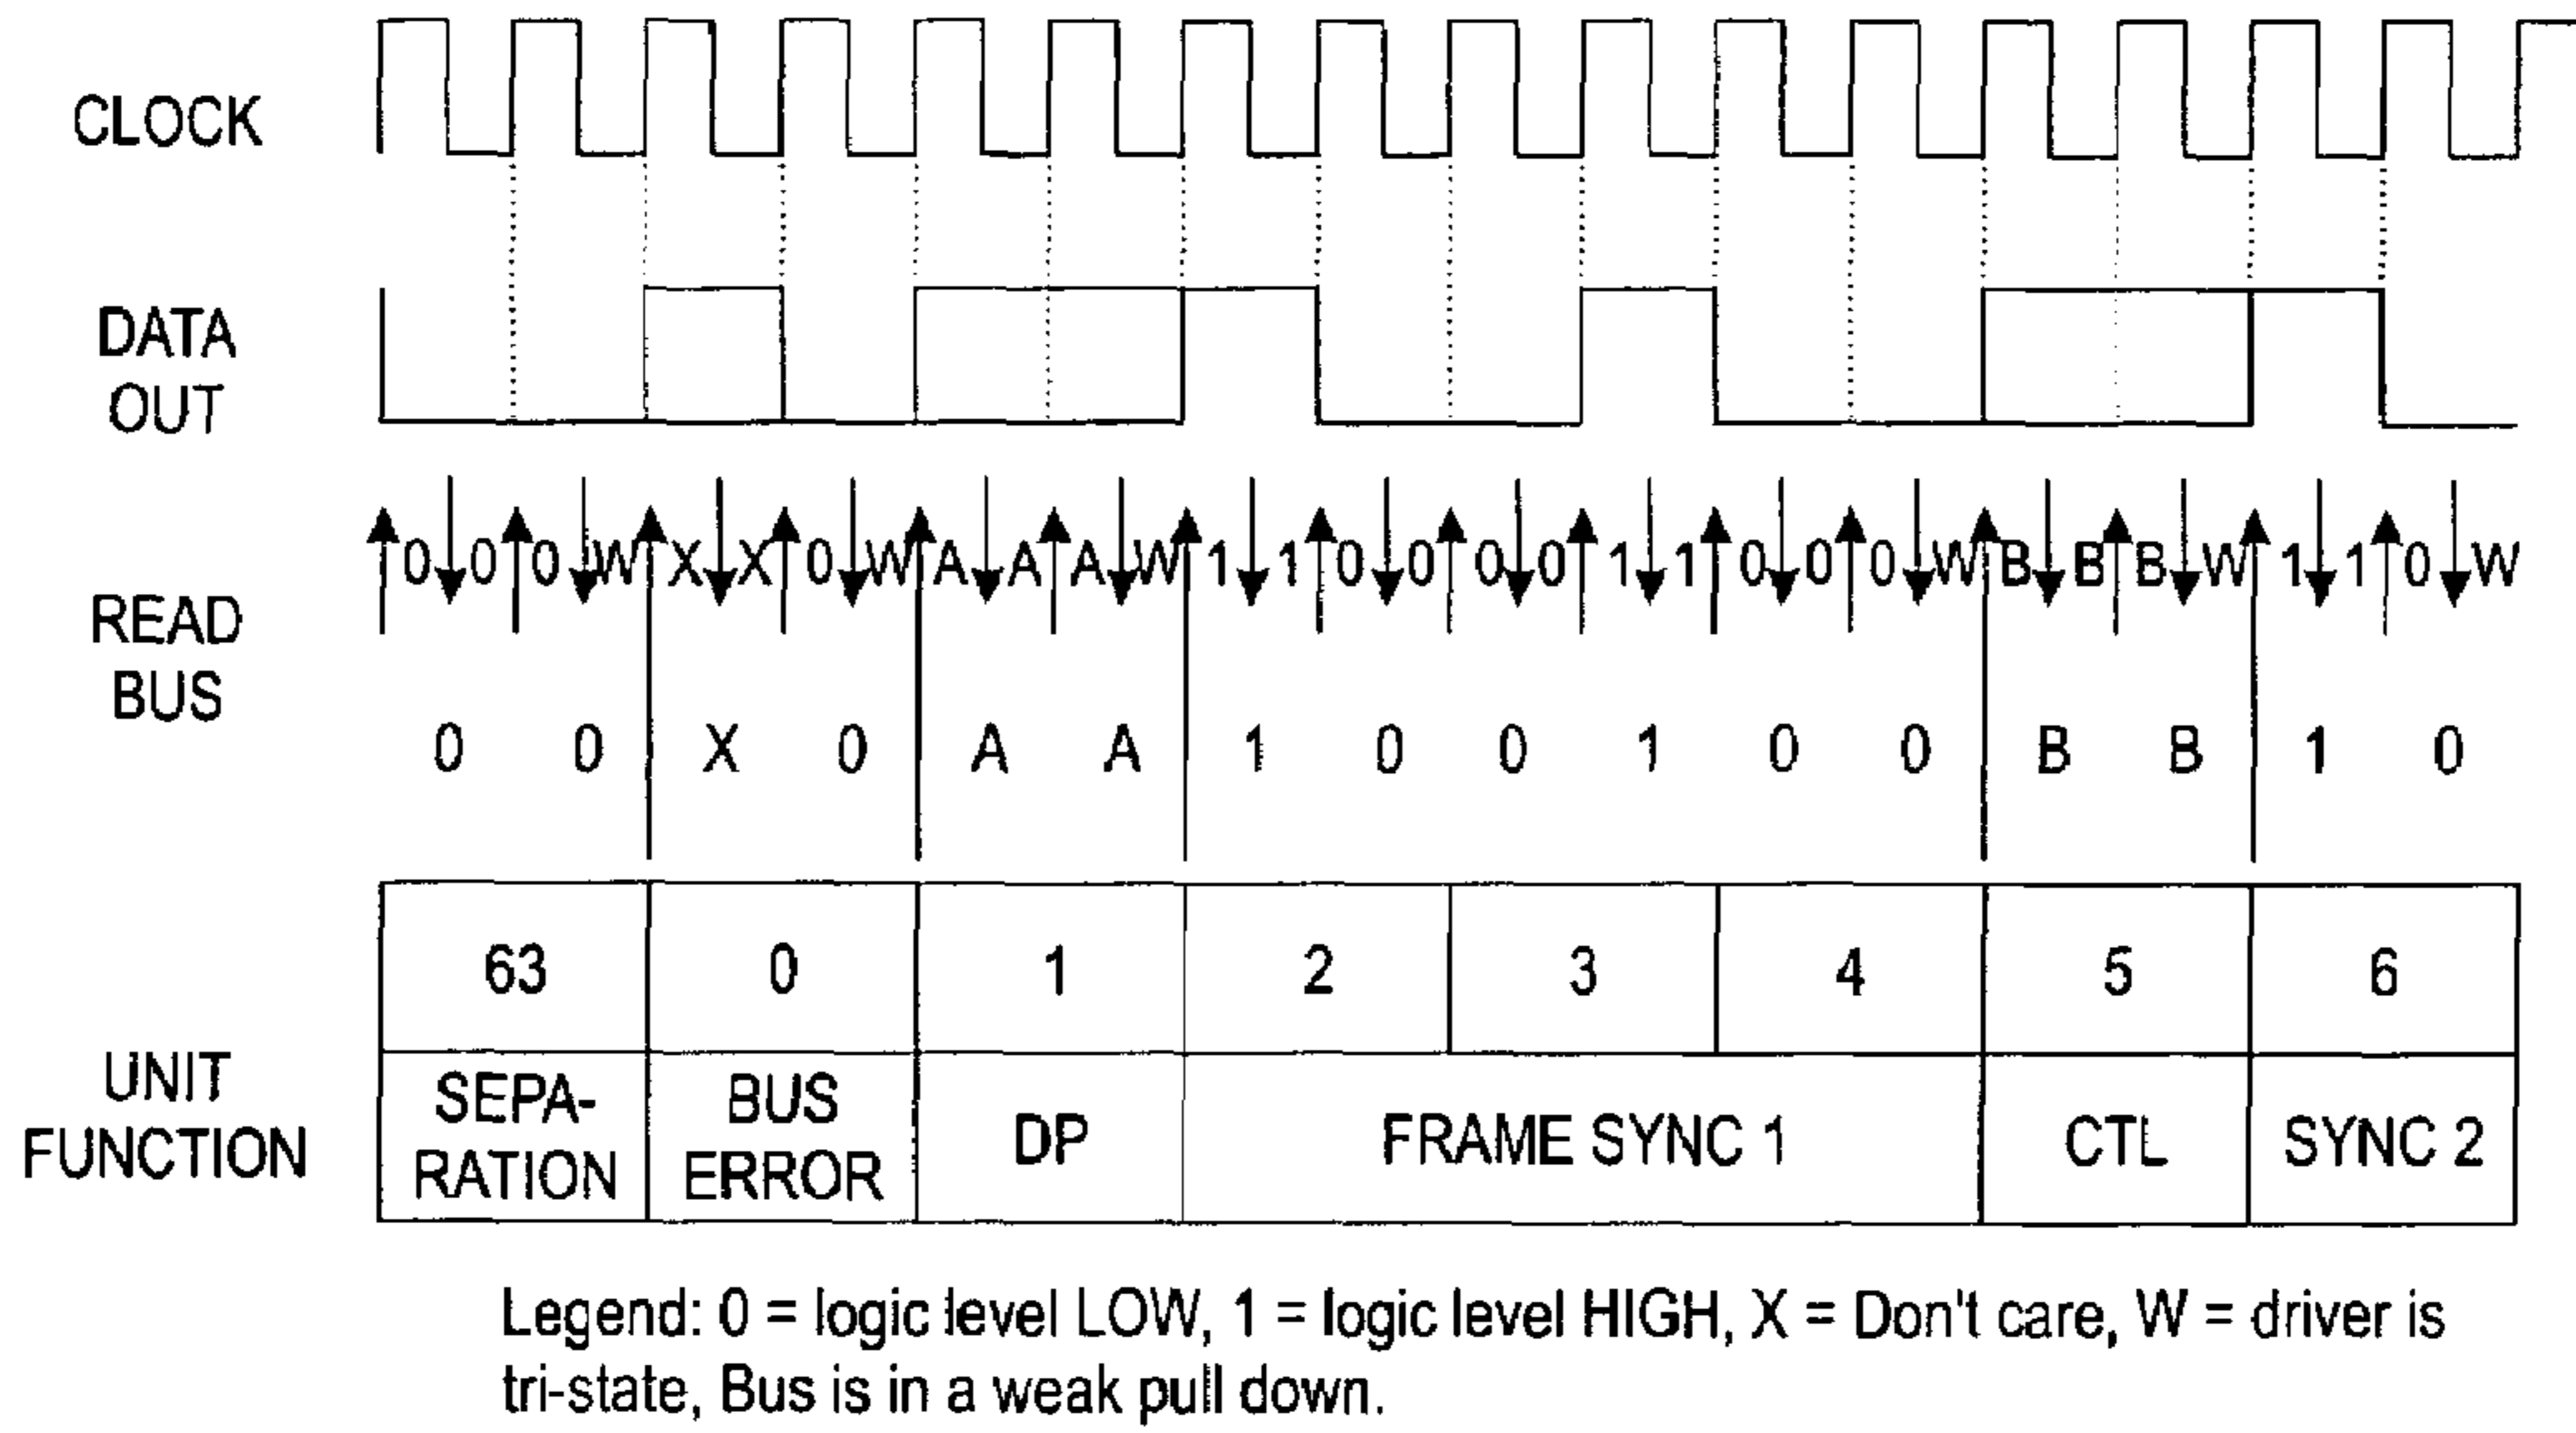 CLOCK
DATA
OUT
READ
BUS
0 0 0 W X X 0 W A A A W 1 1 0 0 0 0 1 1 0 0 0 W B B B W 1 1 0 W
0 0 X 0 A A 1 0 0 1 0 0 B B 1 0
63 0 1 2 3 4 5 6
UNIT
FUNCTION
SEPA-
RATION
BUS
ERROR
DP
FRAME SYNC 1
CTL
SYNC 2
Legend: 0 = logic level LOW, 1 = logic level HIGH, X = Don't care, W = driver is
tri-state, Bus is in a weak pull down.